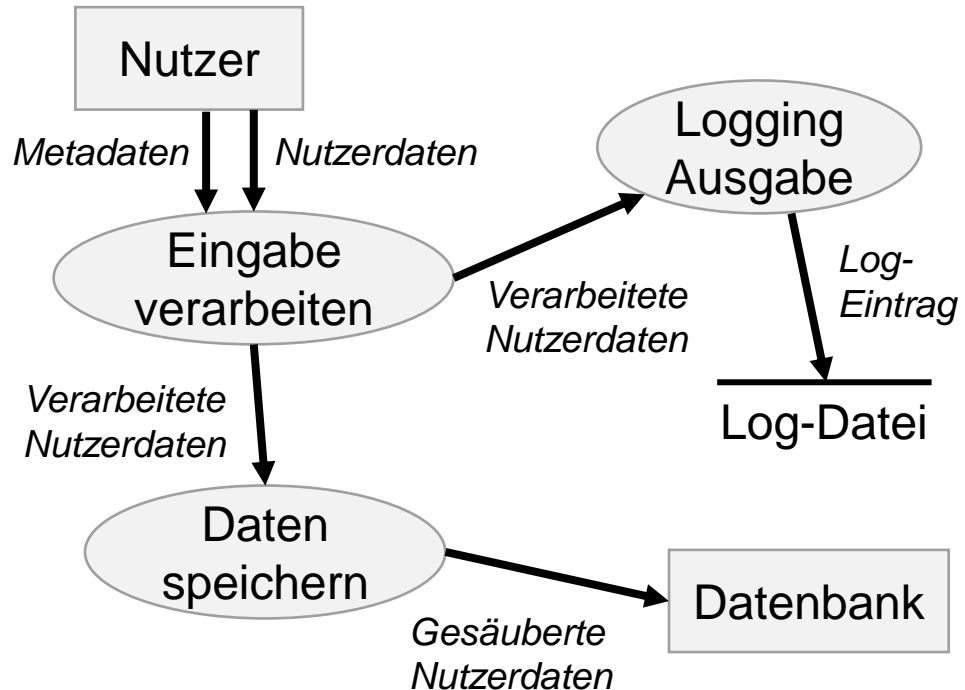 Nutzer
Metadaten
Nutzerdaten
Logging
Ausgabe
Eingabe
verarbeiten
Verarbeitete
Nutzerdaten
Log-
Eintrag
Log-Datei
Verarbeitete
Nutzerdaten
Daten
speichern
Datenbank
Gesäuberte
Nutzerdaten